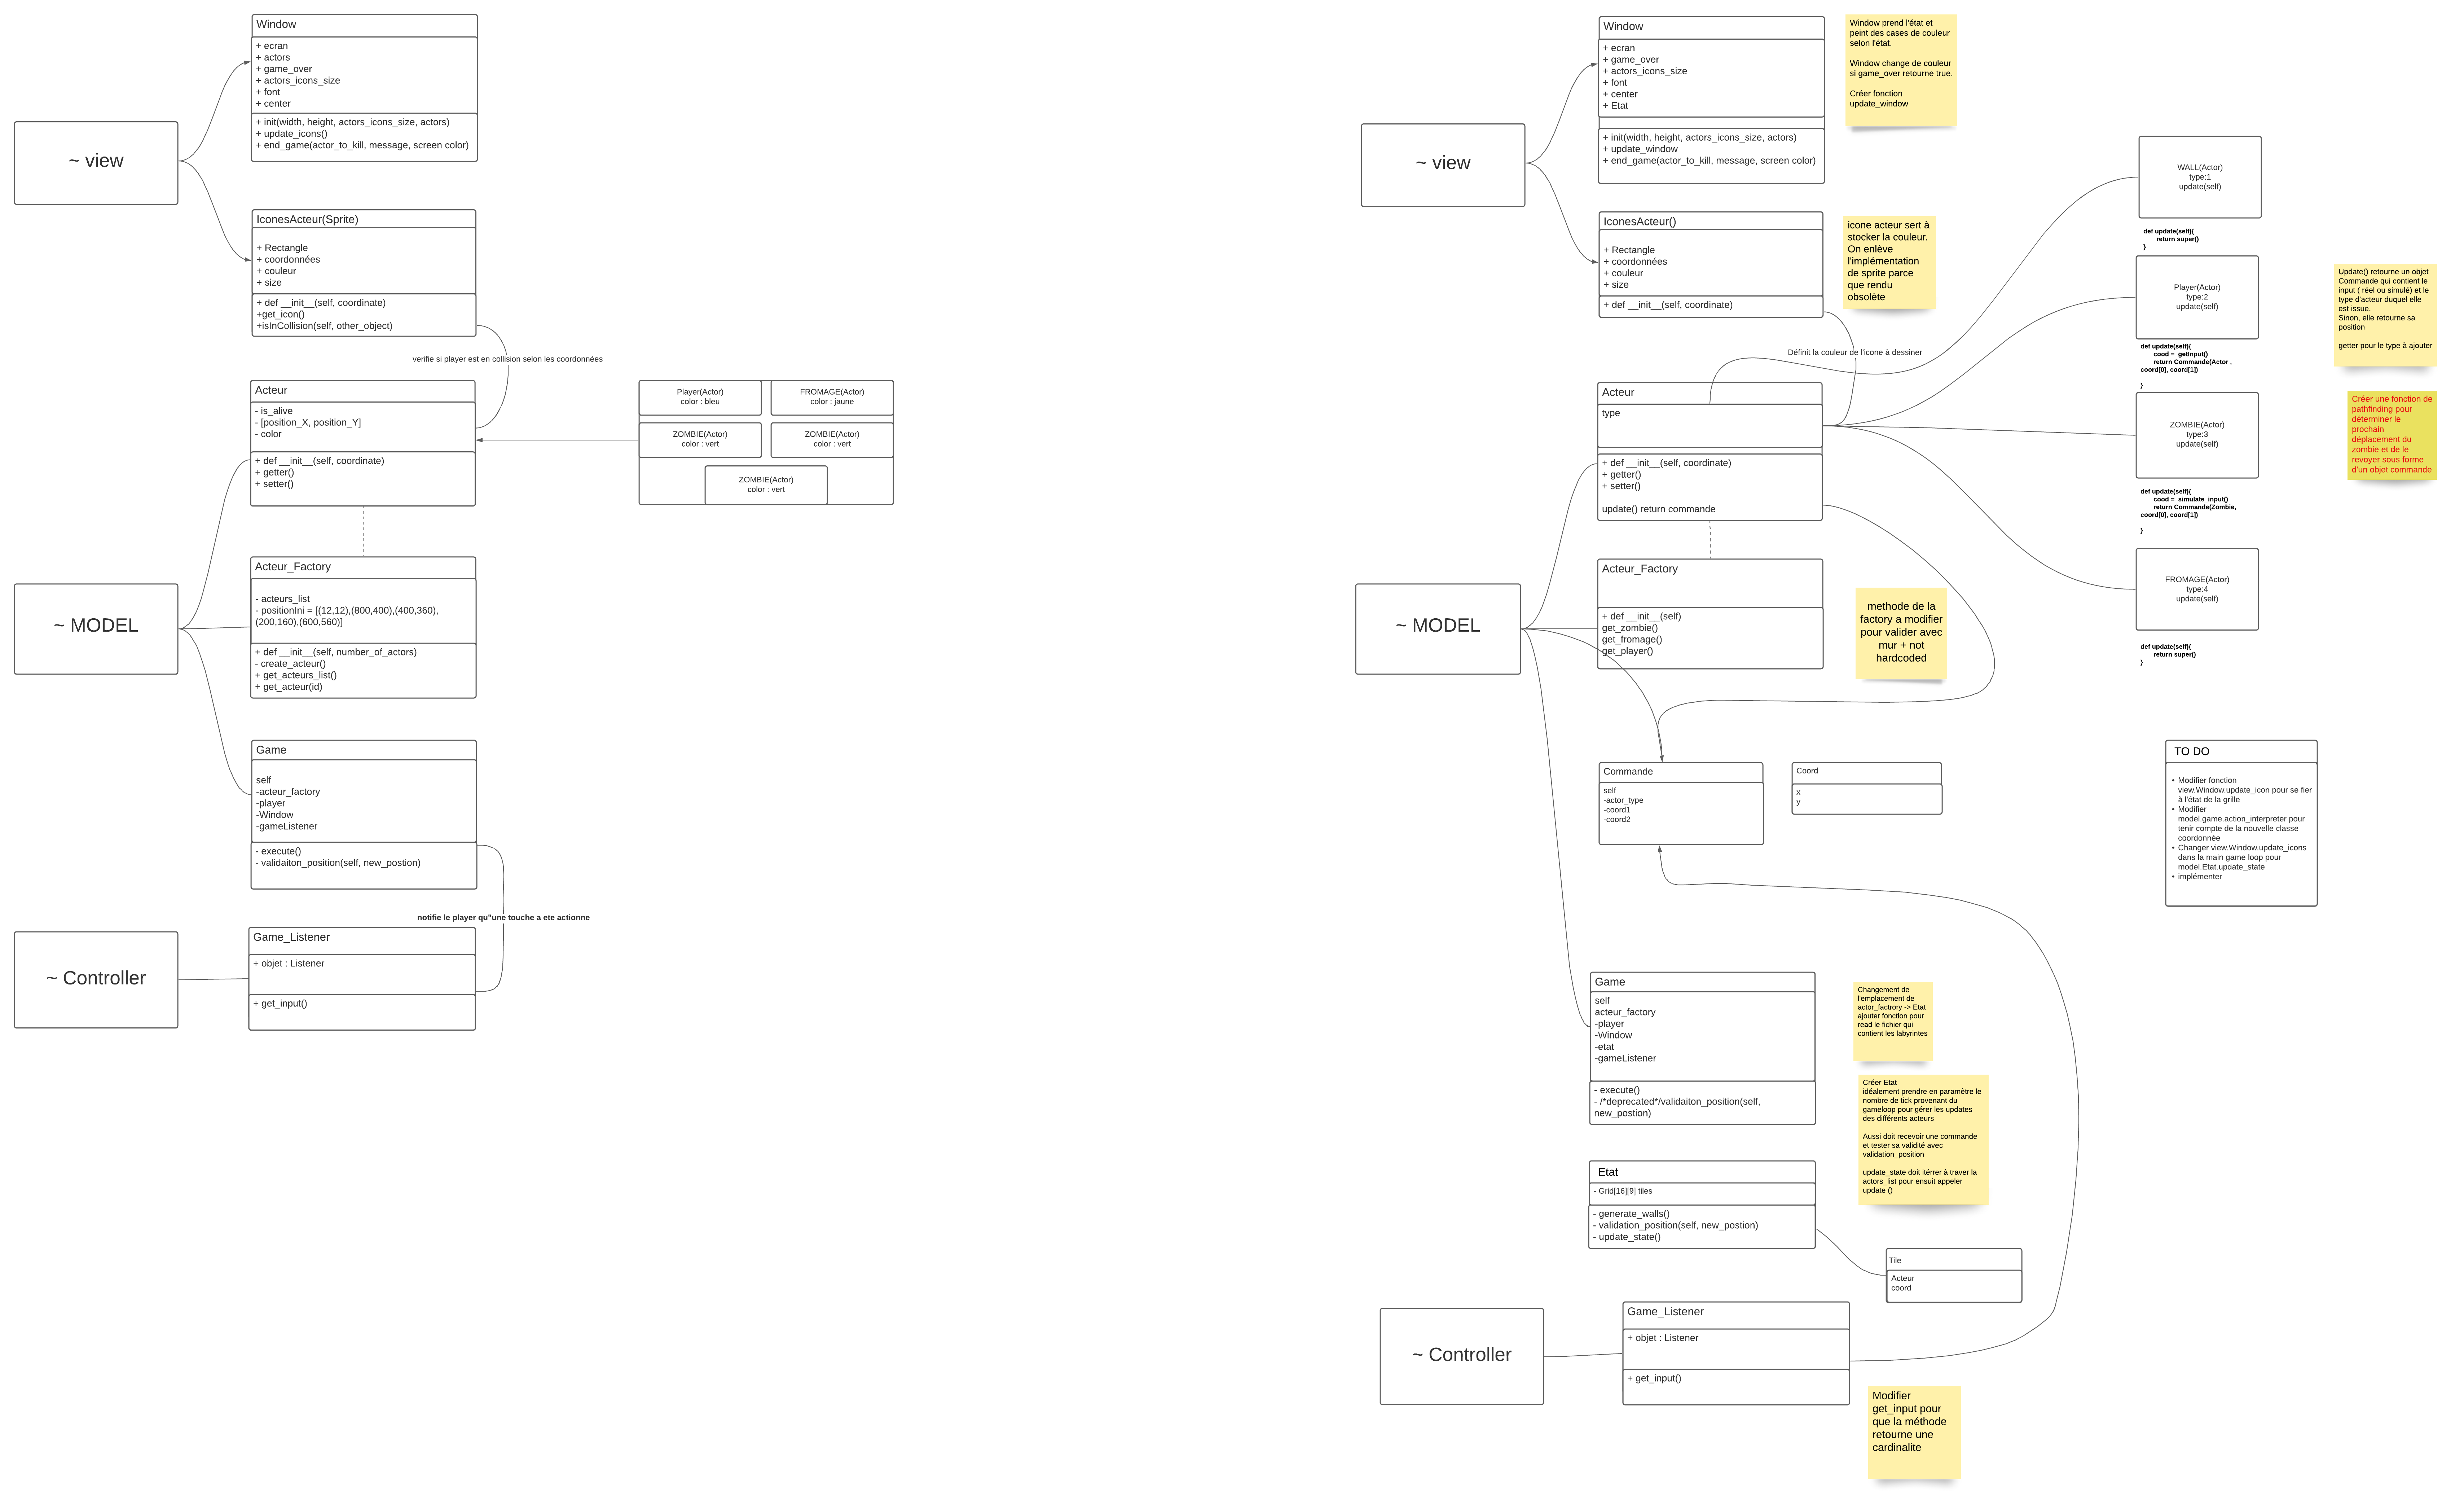 Window
+ ecran
+ actors
+ game_over
+ actors_icons_size
+ font
+ center
+ init(width, height, actors_icons_size, actors)
+ update_icons()
+ end_game(actor_to_kill, message, screen color)
~ view
IconesActeur(Sprite)
+ Rectangle
+ coordonnées
+ couleur
+ size
+ def __init__(self, coordinate)
+get_icon()
+isInCollision(self, other_object)
verifie si player est en collision selon les coordonnées
Acteur
- is_alive
- [position_X, position_Y]
- color
+ def __init__(self, coordinate)
+ getter()
+ setter()
Player(Actor)
color : bleu
FROMAGE(Actor)
color : jaune
ZOMBIE(Actor)
color : vert
ZOMBIE(Actor)
color : vert
ZOMBIE(Actor)
color : vert
~ MODEL
Acteur_Factory
- acteurs_list
- positionIni = [(12,12),(800,400),(400,360),
(200,160),(600,560)]
+ def __init__(self, number_of_actors)
- create_acteur()
+ get_acteurs_list()
+ get_acteur(id)
Game
self
-acteur_factory
-player
-Window
-gameListener
- execute()
- validaiton_position(self, new_postion)
notifie le player qu"une touche a ete actionne
~ Controller
Game_Listener
+ objet : Listener
+ get_input()
Window
+ ecran
+ game_over
+ actors_icons_size
+ font
+ center
+ Etat
+ init(width, height, actors_icons_size, actors)
+ update_window
+ end_game(actor_to_kill, message, screen color)
Window prend l'état et
peint des cases de couleur
selon l'état.
Window change de couleur
si game_over retourne true.
Créer fonction
update_window
~ view
IconesActeur()
+ Rectangle
+ coordonnées
+ couleur
+ size
+ def __init__(self, coordinate)
icone acteur sert à
stocker la couleur.
On enlève
l'implémentation
de sprite parce
que rendu
obsolète
Définit la couleur de l'icone à dessiner
Acteur
type
+ def __init__(self, coordinate)
+ getter()
+ setter()
update() return commande
WALL(Actor)
type:1
update(self)
def update(self){
return super()
}
Player(Actor)
type:2
update(self)
def update(self){
cood = getInput()
return Commande(Actor ,
coord[0], coord[1])
}
ZOMBIE(Actor)
type:3
update(self)
def update(self){
cood = simulate_input()
return Commande(Zombie,
coord[0], coord[1])
}
FROMAGE(Actor)
type:4
update(self)
def update(self){
return super()
}
Update() retourne un objet
Commande qui contient le
input ( réel ou simulé) et le
type d'acteur duquel elle
est issue.
Sinon, elle retourne sa
position
getter pour le type à ajouter
Créer une fonction de
pathfinding pour
déterminer le
prochain
déplacement du
zombie et de le
revoyer sous forme
d'un objet commande
~ MODEL
Acteur_Factory
+ def __init__(self)
get_zombie()
get_fromage()
get_player()
methode de la
factory a modifier
pour valider avec
mur + not
hardcoded
Commande
self
-actor_type
-coord1
-coord2
Coord
x
y
TO DO
• Modifier fonction
view.Window.update_icon pour se fier
à l'état de la grille
• Modifier
model.game.action_interpreter pour
tenir compte de la nouvelle classe
coordonnée
• Changer view.Window.update_icons
dans la main game loop pour
model.Etat.update_state
• implémenter
Game
self
acteur_factory
-player
-Window
-etat
-gameListener
- execute()
- /*deprecated*/validaiton_position(self,
new_postion)
Changement de
l'emplacement de
actor_factrory -> Etat
ajouter fonction pour
read le fichier qui
contient les labyrintes
Créer Etat
idéalement prendre en paramètre le
nombre de tick provenant du
gameloop pour gérer les updates
des différents acteurs
Aussi doit recevoir une commande
et tester sa validité avec
validation_position
update_state doit itérrer à traver la
actors_list pour ensuit appeler
update ()
Etat
- Grid[16][9] tiles
- generate_walls()
- validation_position(self, new_postion)
- update_state()
Tile
Acteur
coord
~ Controller
Game_Listener
+ objet : Listener
+ get_input()
Modifier
get_input pour
que la méthode
retourne une
cardinalite